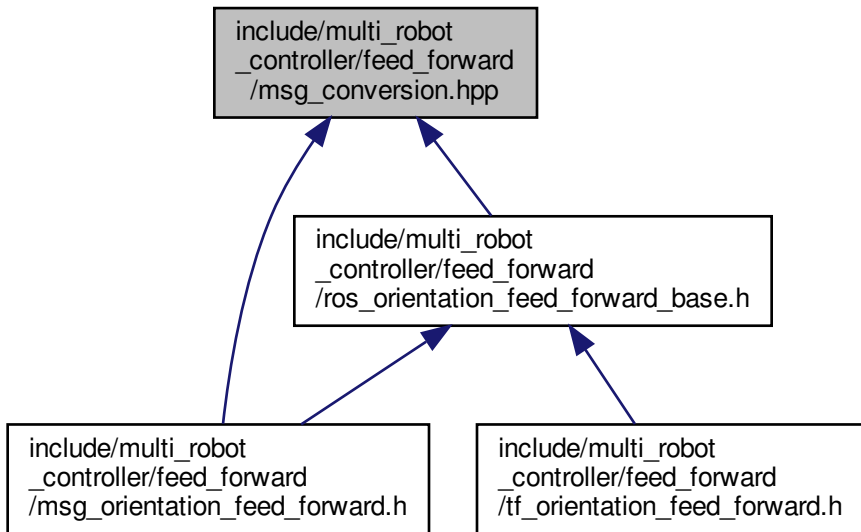 include/multi_robot
_controller/feed_forward
/msg_conversion.hpp
include/multi_robot
_controller/feed_forward
/ros_orientation_feed_forward_base.h
include/multi_robot
_controller/feed_forward
/msg_orientation_feed_forward.h
include/multi_robot
_controller/feed_forward
/tf_orientation_feed_forward.h